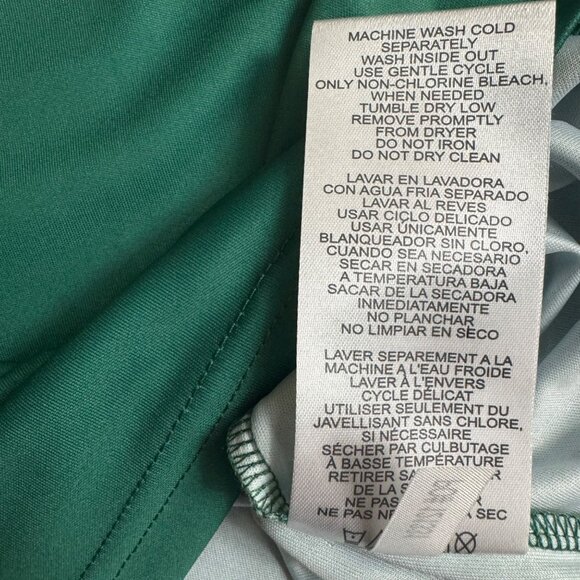 MACHINE WASH COLD
SEPARATELY
WASH INSIDE OUT
USE GENTLE CYCLE
ONLY NON-CHLORINE BLEACH,
WHEN NEEDED
TUMBLE DRY LOW
REMOVE PROMPTLY
FROM DRYER
DO NOT IRON
DO NOT DRY CLEAN
LAVAR EN LAVADORA
CON AGUA FRIA SEPARADO
LAVAR AL REVES
USAR CICLO DELICADO
USAR ÚNICAMENTE
BLANQUEADOR SIN CLORO,
CUANDO SEA NECESARIO
SECAR EN SECADORA
A TEMPERATURA BAJA
SACAR DE LA SECADORA
INMEDIATAMENTE
NO PLANCHAR
NO LIMPIAR EN SECO
LAVER SEPAREMENT A LA
MACHINE A L'EAU FROIDE
LAVER À L'ENVERS
CYCLE DÉLICAT
UTILISER SEULEMENT DU
JAVELLISANT SANS CHLORE,
SI NÉCESSAIRE
SÉCHER PAR CULBUTAGE
À BASSE TEMPÉRATURE
RETIRER SA
NE PAS
NE PAS NE SEC